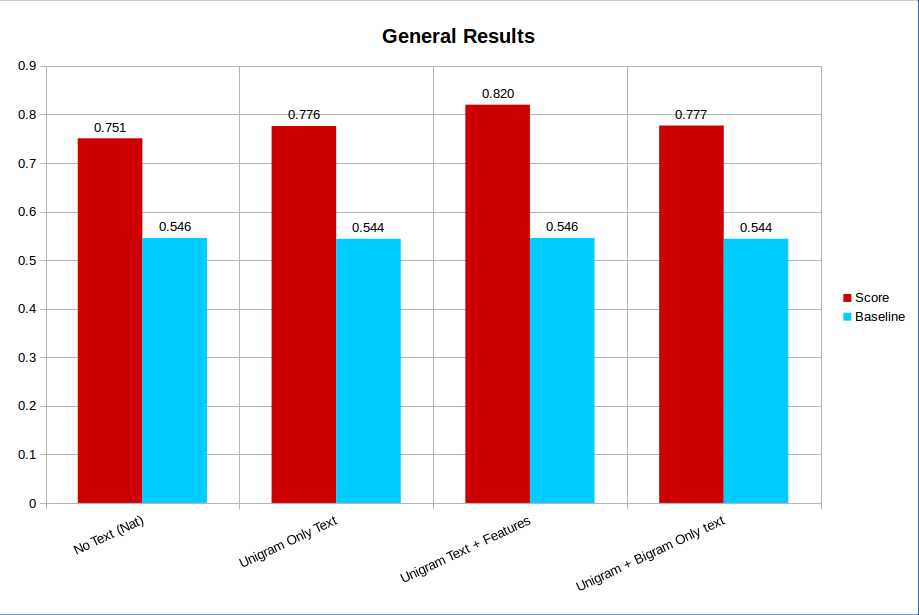 General Results
0.9
0.8
0.7
0.6
0.5
0.4
0.3
0.2
0.1
0
0.751
0.546
0.776
0.544
0.820
0.546
0.777
0.544
No Text (Nat)
Unigram Only Text
Unigram Text + Features
Unigram + Bigram Only text
Score
Baseline